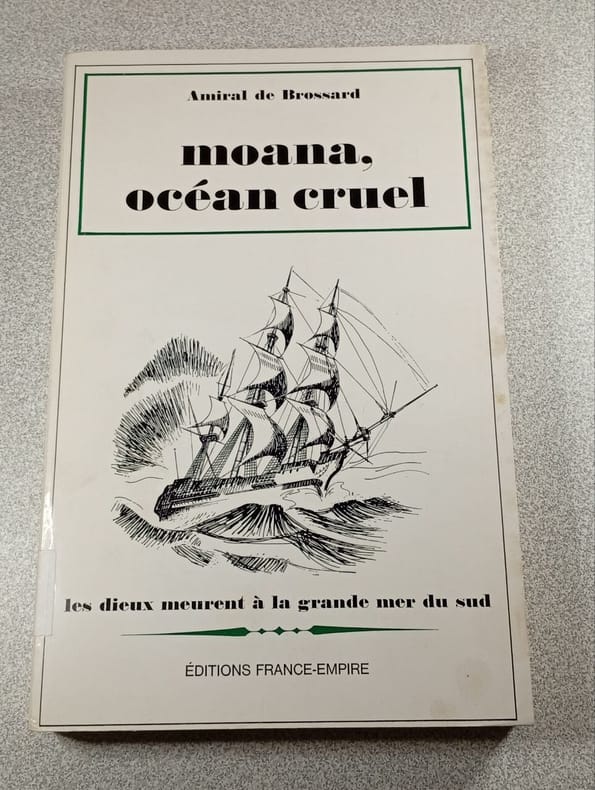 Amiral de Brossard
moana,
océan cruel
les dieux meurent à la grande mer du sud
ÉDITIONS FRANCE-EMPIRE